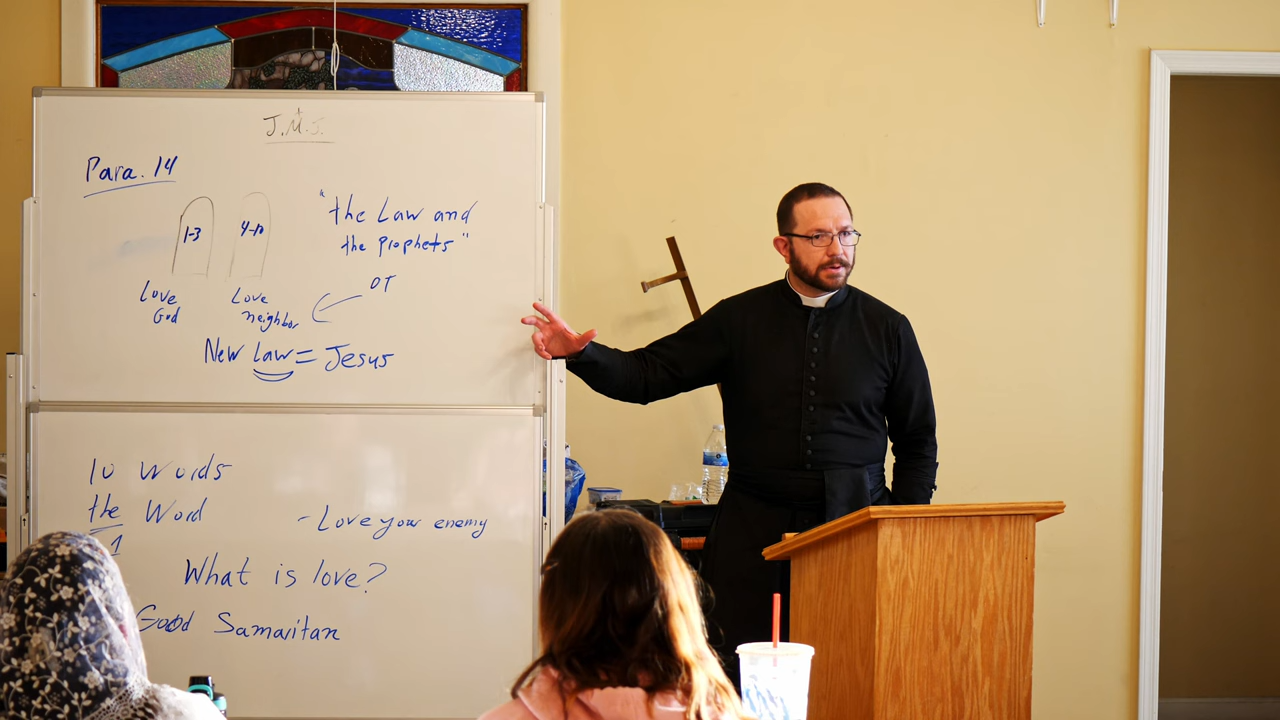 J.M.J.
Para. 14
1-3
4-10
"the Law and
the Prophets"
OT
Love
God
Love
neighbor
New Law = Jesus
10 Words
the Word
1
- Love your enemy
What is love?
Good Samaritan